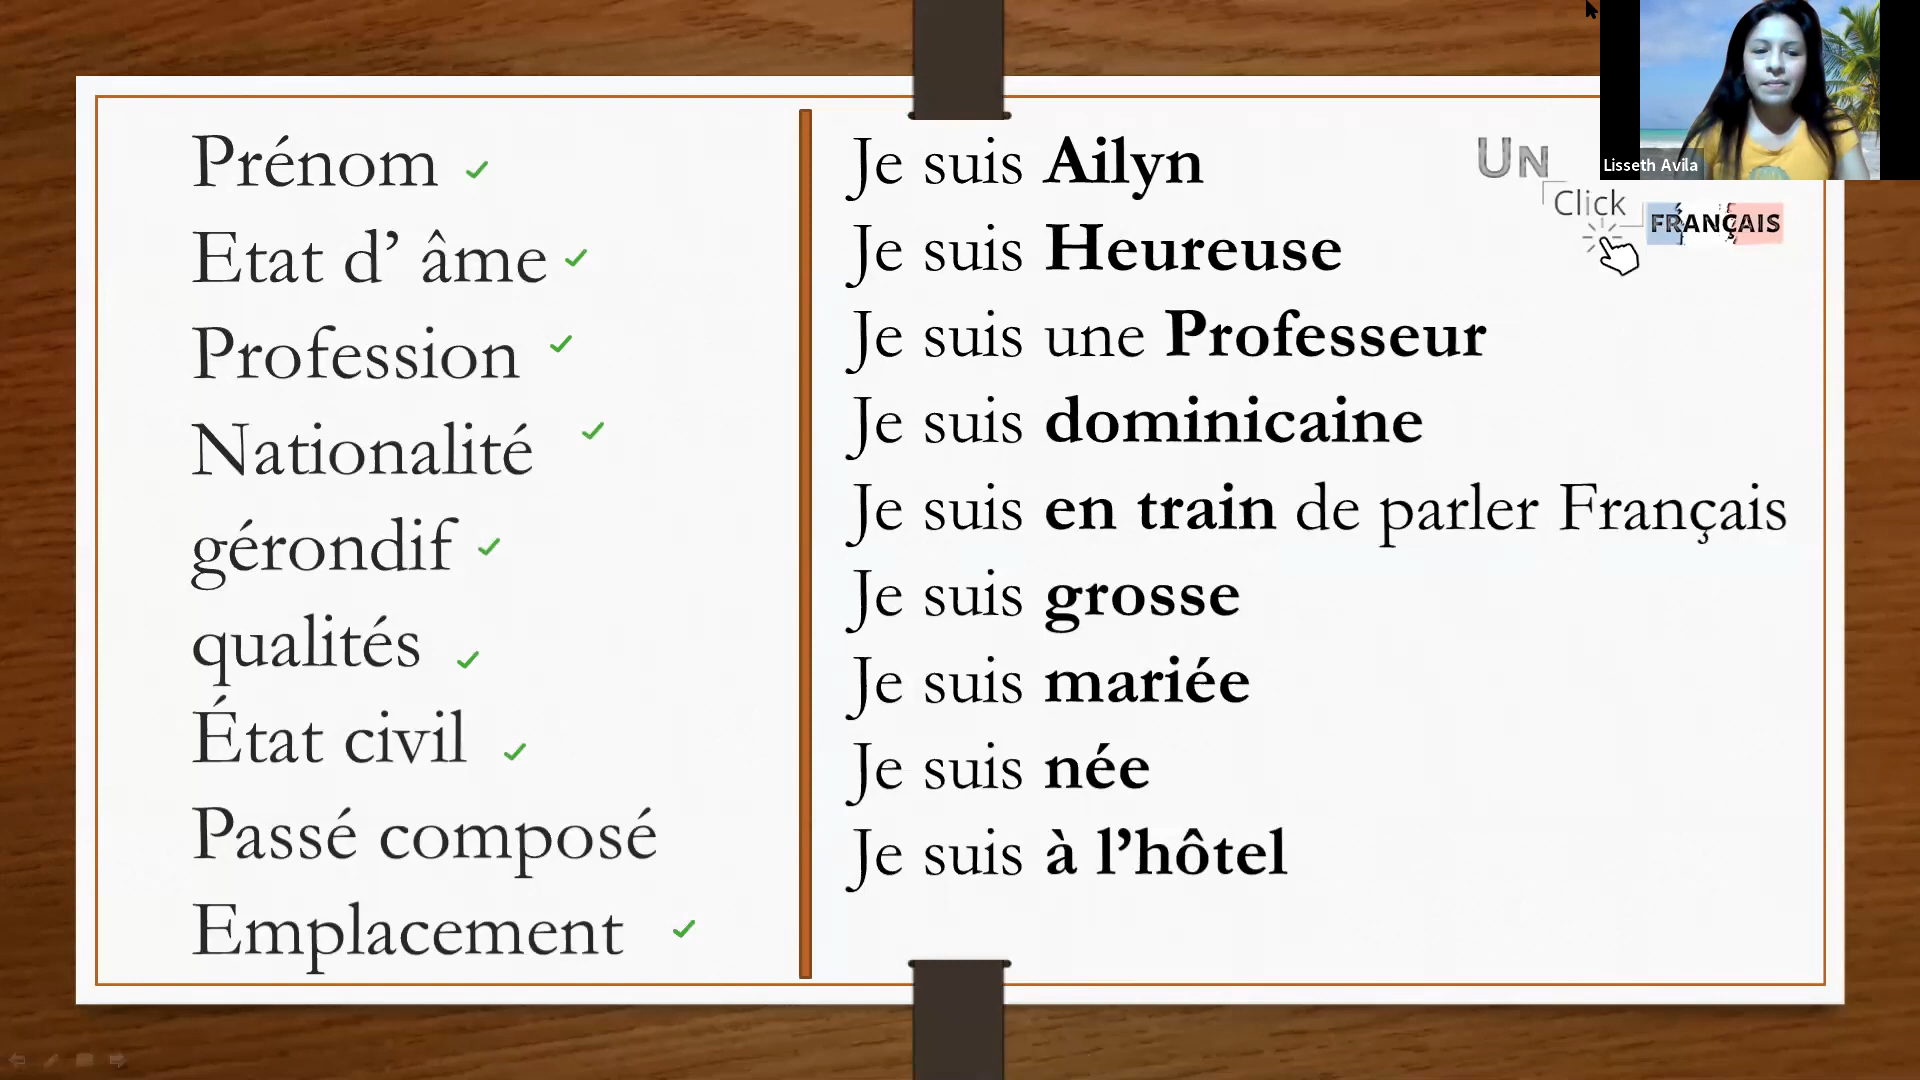 Prénom
Etat d’ âme
Profession
Nationalité
gérondif
qualités
État civil
Passé composé
Emplacement
Je suis Ailyn
Je suis Heureuse
Je suis une Professeur
Je suis dominicaine
Je suis en train de parler Français
Je suis grosse
Je suis mariée
Je suis née
Je suis à l’hôtel
UN
Click
FRANÇAIS
Lisseth Avila